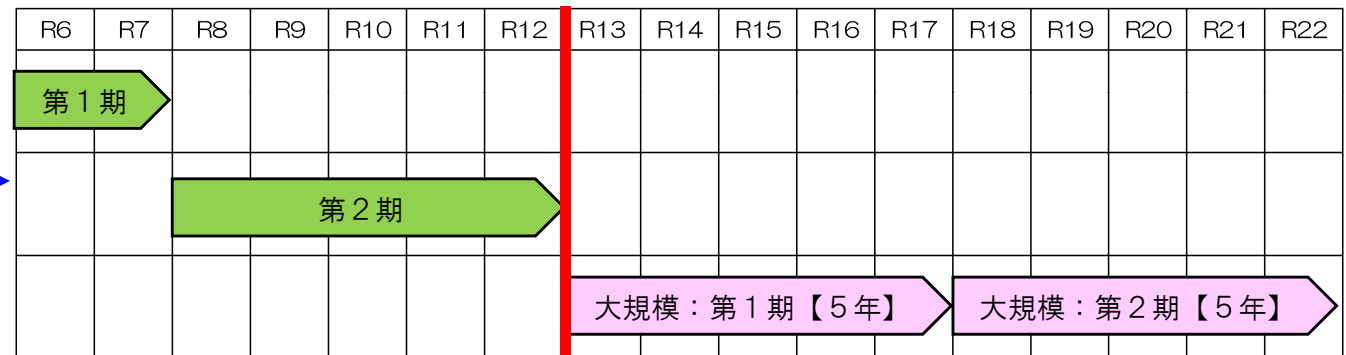 R6 R7 R8 R9 R10 R11 R12 R13 R14 R15 R16 R17 R18 R19 R20 R21 R22
第１期
第２期
大規模：第１期【５年】 大規模：第２期【５年】